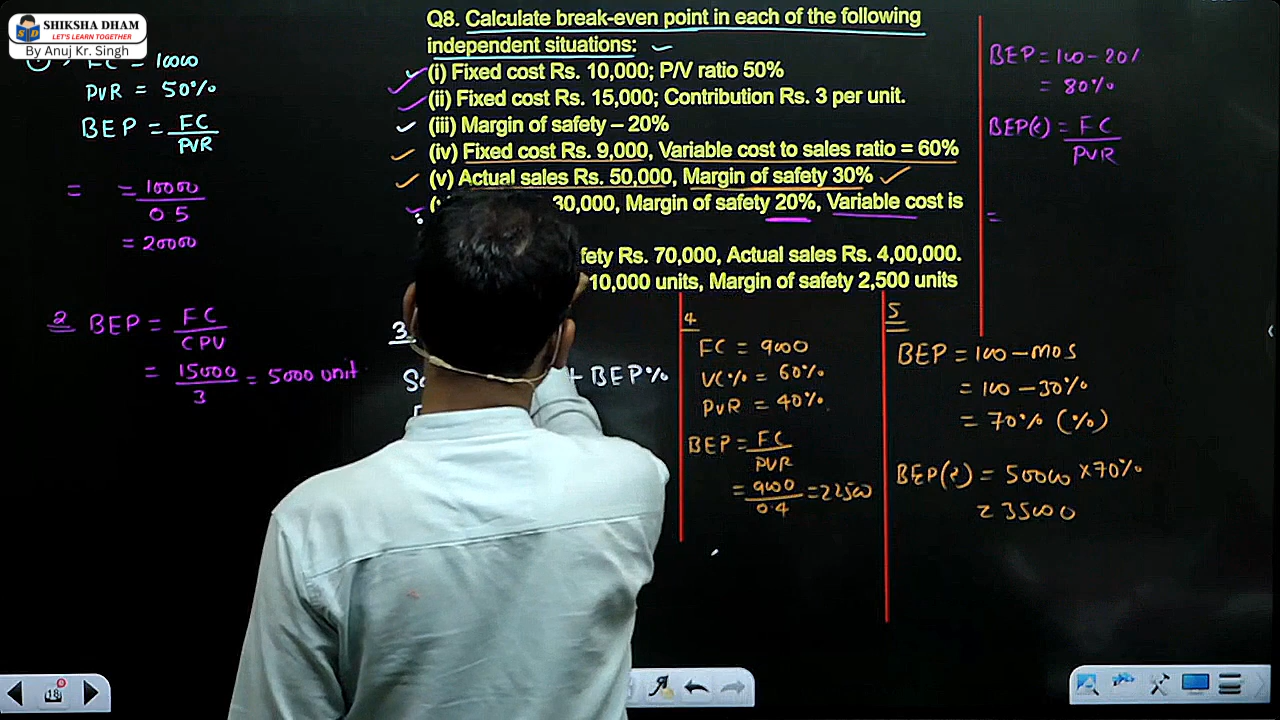 SHIKSHA DHAM
LET'S LEARN TOGETHER
By Anuj Kr. Singh
FC = 10000
PVR = 50%
BEP = FC
PVR
= = 10000
0.5
= 20000
2 BEP = FC
CPU
= 15000 = 5000 unit
3
Q8. Calculate break-even point in each of the following
independent situations:
(i) Fixed cost Rs. 10,000; P/V ratio 50%
(ii) Fixed cost Rs. 15,000; Contribution Rs. 3 per unit.
(iii) Margin of safety – 20%
(iv) Fixed cost Rs. 9,000, Variable cost to sales ratio = 60%
(v) Actual sales Rs. 50,000, Margin of safety 30%
30,000, Margin of safety 20%, Variable cost is
Rs. 70,000, Actual sales Rs. 4,00,000.
10,000 units, Margin of safety 2,500 units
3
+ BEP%
4
FC = 9000
VC% = 60%
PVR = 40%.
BEP = FC
PVR
= 9000 = 22500
0.4
5
BEP = 100 - MOS
= 100 - 30%
= 70% (%)
BEP(₹) = 50000 × 70%
= 35000
BEP = 100 - 20%
= 80%
BEP(₹) = FC
PVR
=
18